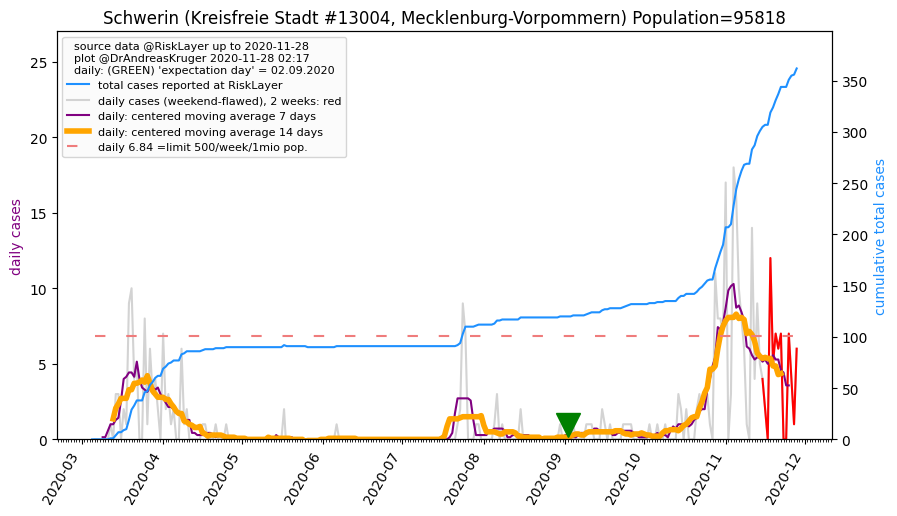 Schwerin (Kreisfreie Stadt #13004, Mecklenburg-Vorpommern) Population=95818
source data @RiskLayer up to 2020-11-28
plot @DrAndreasKruger 2020-11-28 02:17
daily: (GREEN) 'expectation day' = 02.09.2020
total cases reported at RiskLayer
daily cases (weekend-flawed), 2 weeks: red
daily: centered moving average 7 days
daily: centered moving average 14 days
daily 6.84 =limit 500/week/1mio pop.
daily cases
25
20
15
10
5
0
350
300
250
200
150
100
50
0
cumulative total cases
2020-03
2020-04
2020-05
2020-06
2020-07
2020-08
2020-09
2020-10
2020-11
2020-12